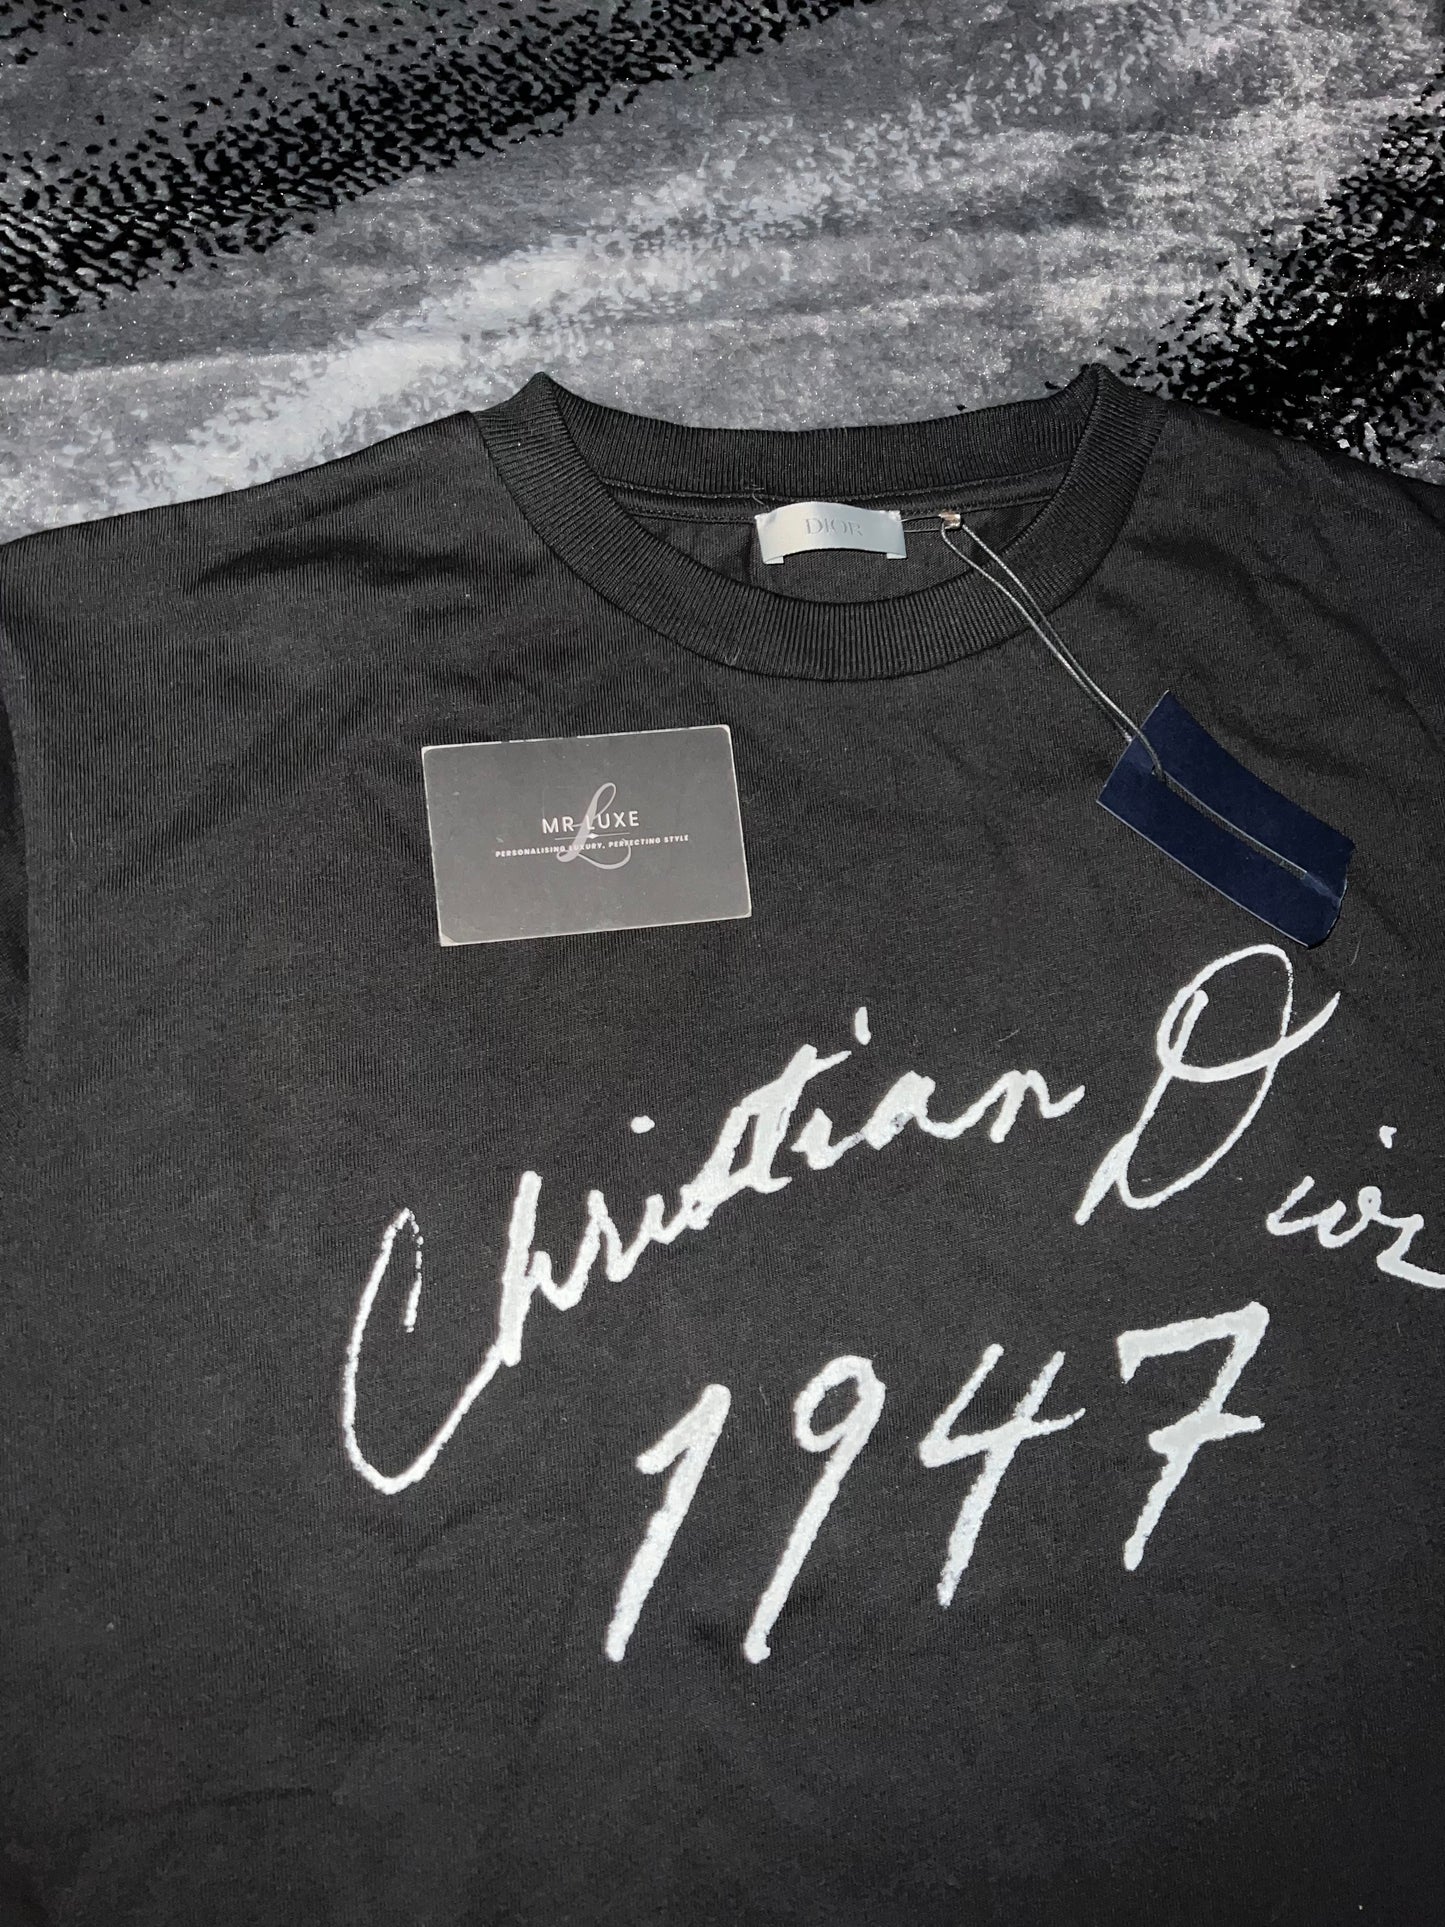 DIOR
MR LUXE
L
PERSONALISING LUXURY, PERFECTING STYLE
Christian Dior
1947